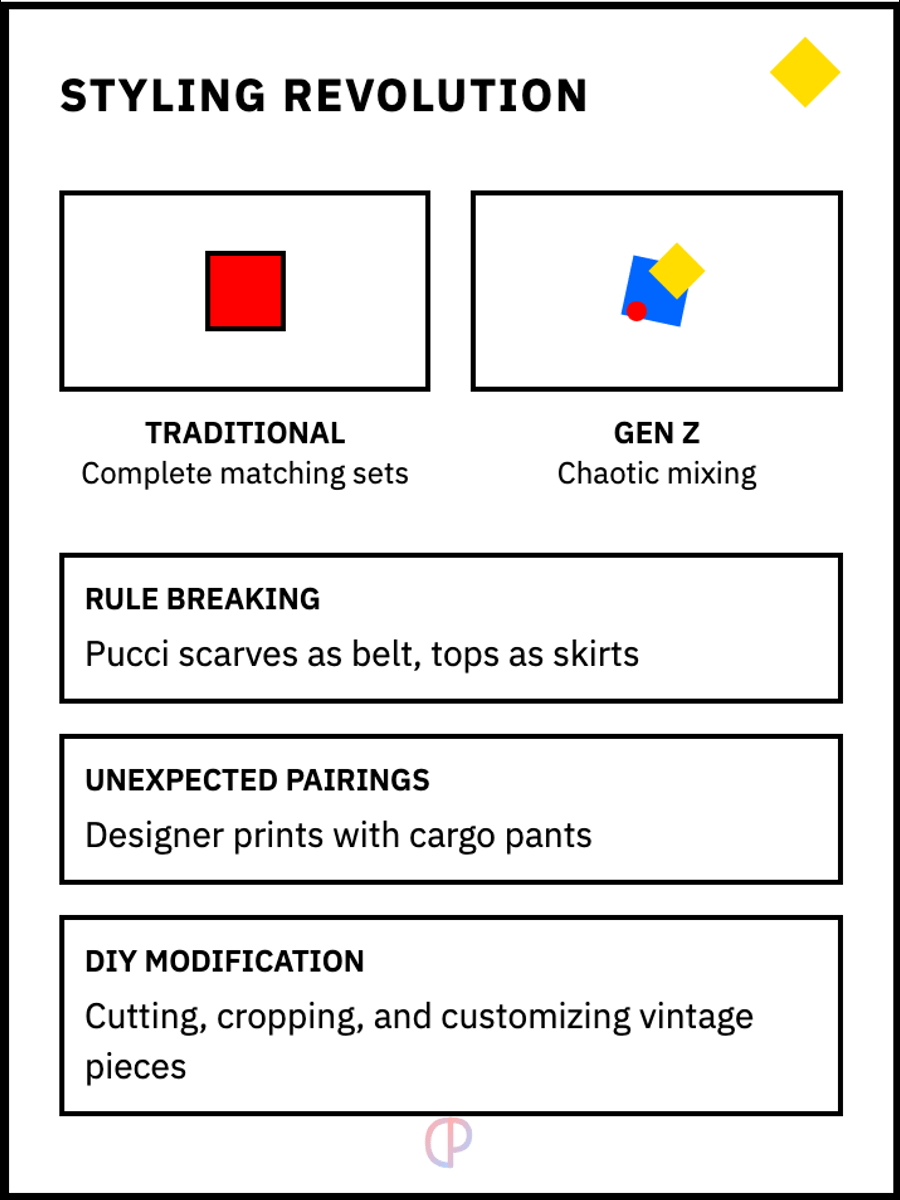 STYLING REVOLUTION
TRADITIONAL
Complete matching sets
GEN Z
Chaotic mixing
RULE BREAKING
Pucci scarves as belt, tops as skirts
UNEXPECTED PAIRINGS
Designer prints with cargo pants
DIY MODIFICATION
Cutting, cropping, and customizing vintage
pieces